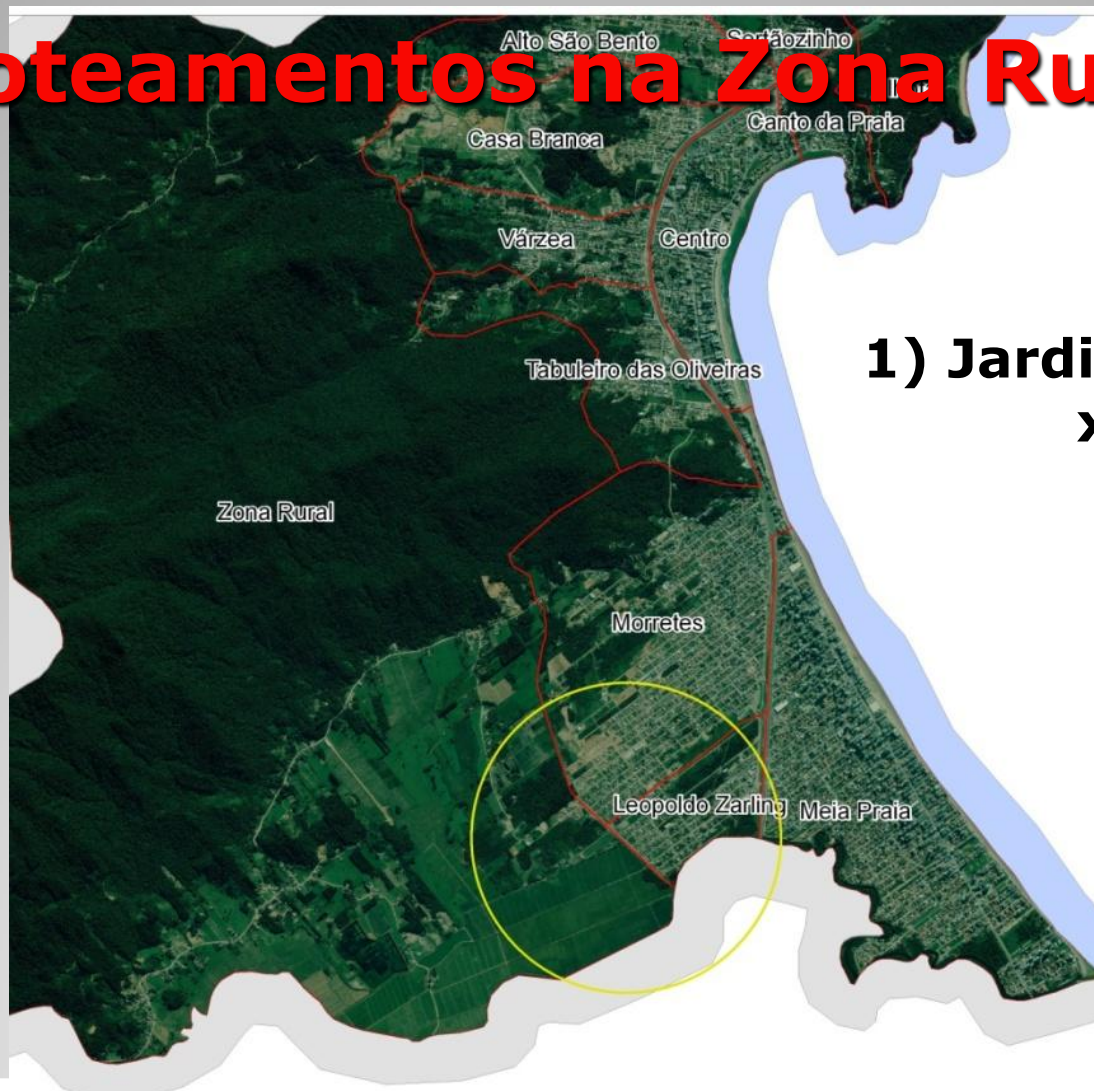 oteamentos na Zona Ru
Alto São Bento
Sertãozinho
Canto da Praia
Casa Branca
Várzea
Centro
1) Jardi
Tabuleiro das Oliveiras
Zona Rural
Morretes
Leopoldo Zarling
Meia Praia